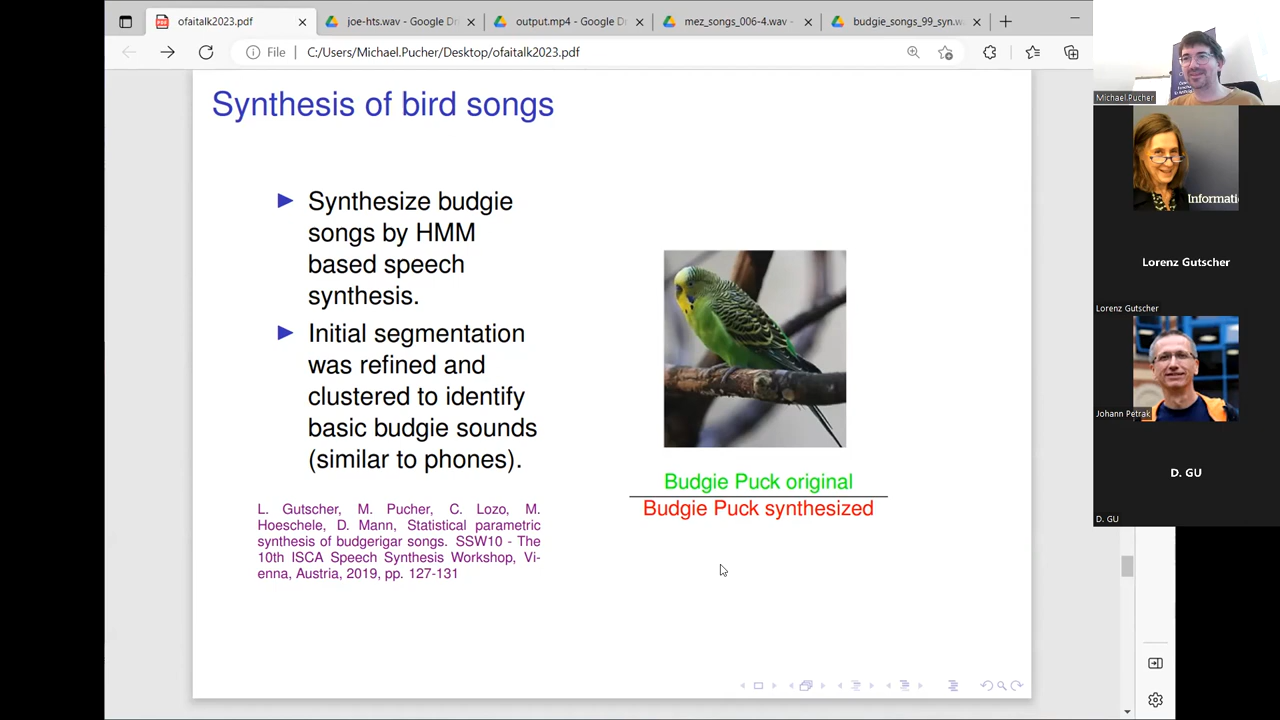 ofaitalk2023.pdf
joe-hts.wav - Google Dr
output.mp4 - Google D
mez_songs_006-4.wav -
budgie_songs_99_syn.w
File
C:/Users/Michael.Pucher/Desktop/ofaitalk2023.pdf
Synthesis of bird songs
Synthesize budgie
songs by HMM
based speech
synthesis.
Initial segmentation
was refined and
clustered to identify
basic budgie sounds
(similar to phones).
L. Gutscher, M. Pucher, C. Lozo, M.
Hoeschele, D. Mann, Statistical parametric
synthesis of budgerigar songs. SSW10 - The
10th ISCA Speech Synthesis Workshop, Vi-
enna, Austria, 2019, pp. 127-131
Budgie Puck original
Budgie Puck synthesized
Michael.Pucher
Informati
Lorenz Gutscher
Lorenz Gutscher
Johann Petrak
D. GU
D. GU